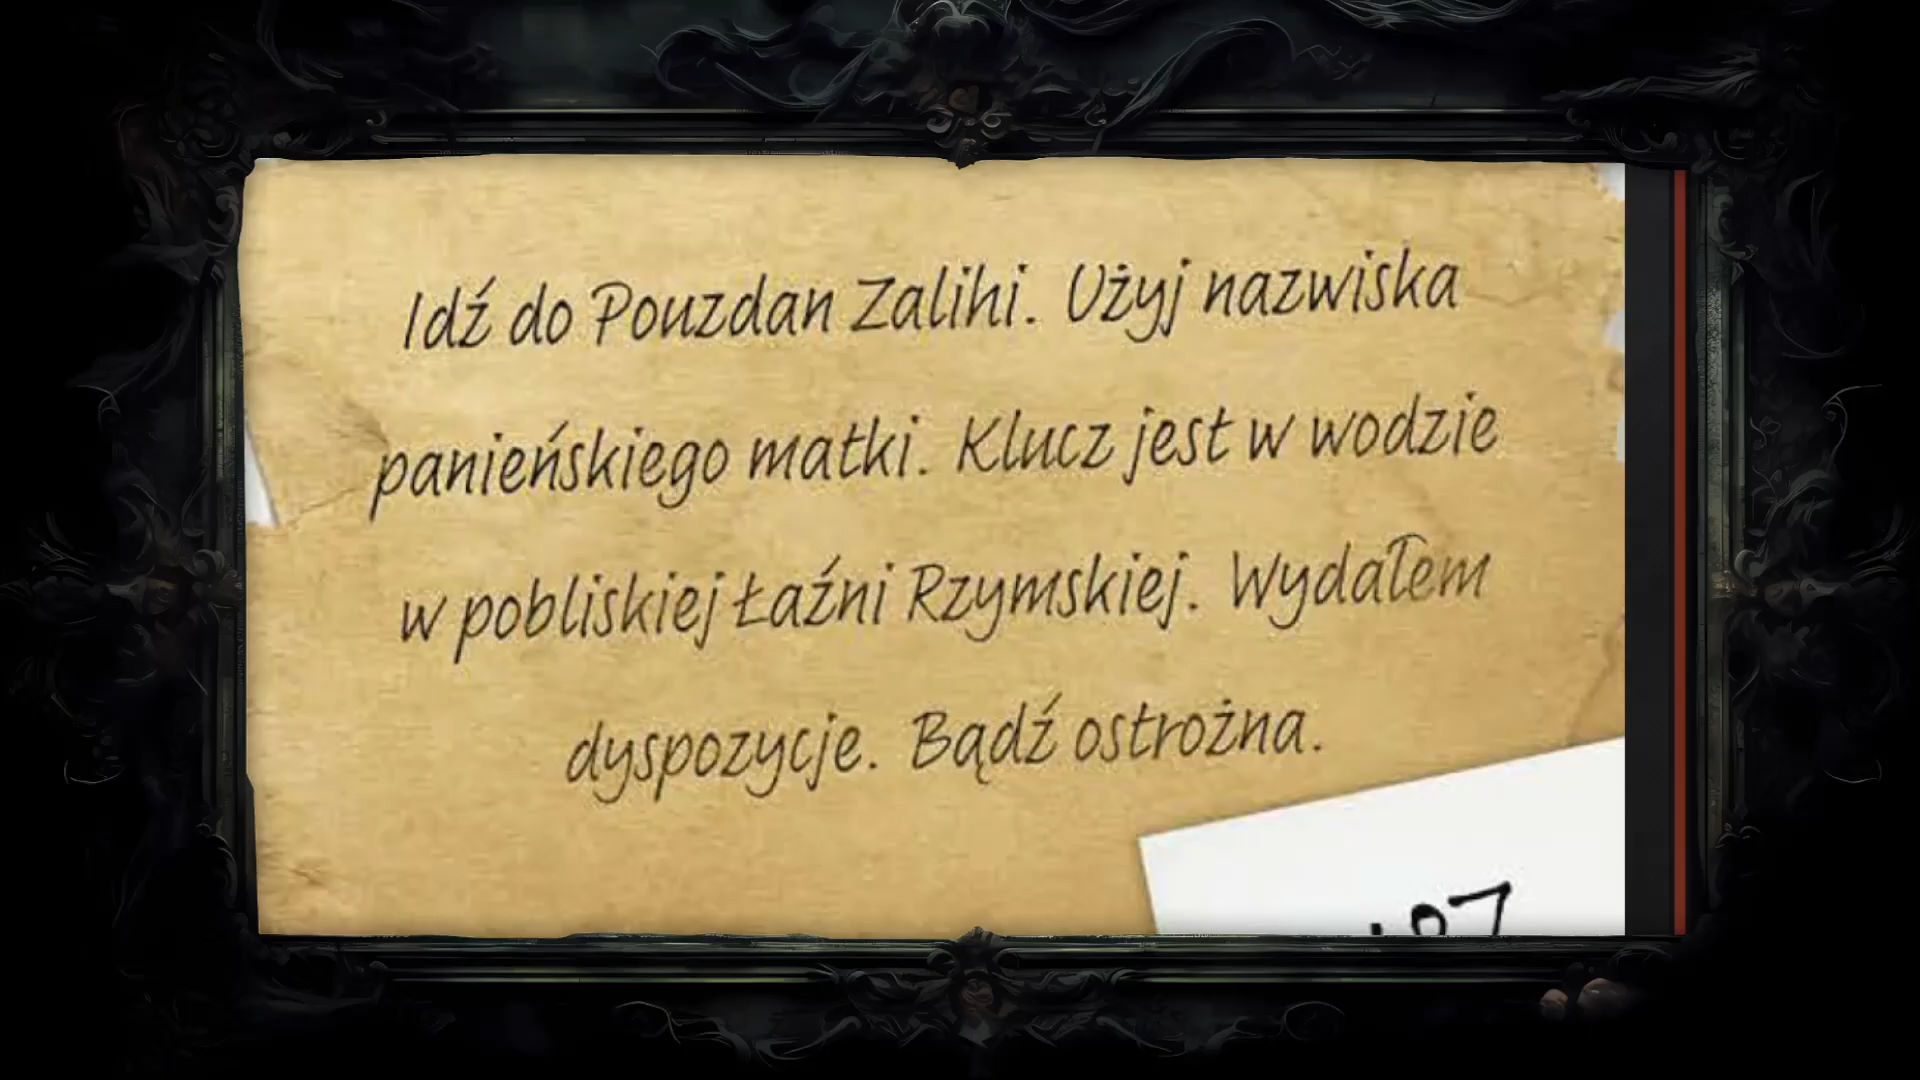 Idź do Pouzdan Zalihi. Użyj nazwiska
panieńskiego matki. Klucz jest w wodzie
w pobliskiej Łaźni Rzymskiej. Wydałem
dyspozycje. Bądź ostrożna.